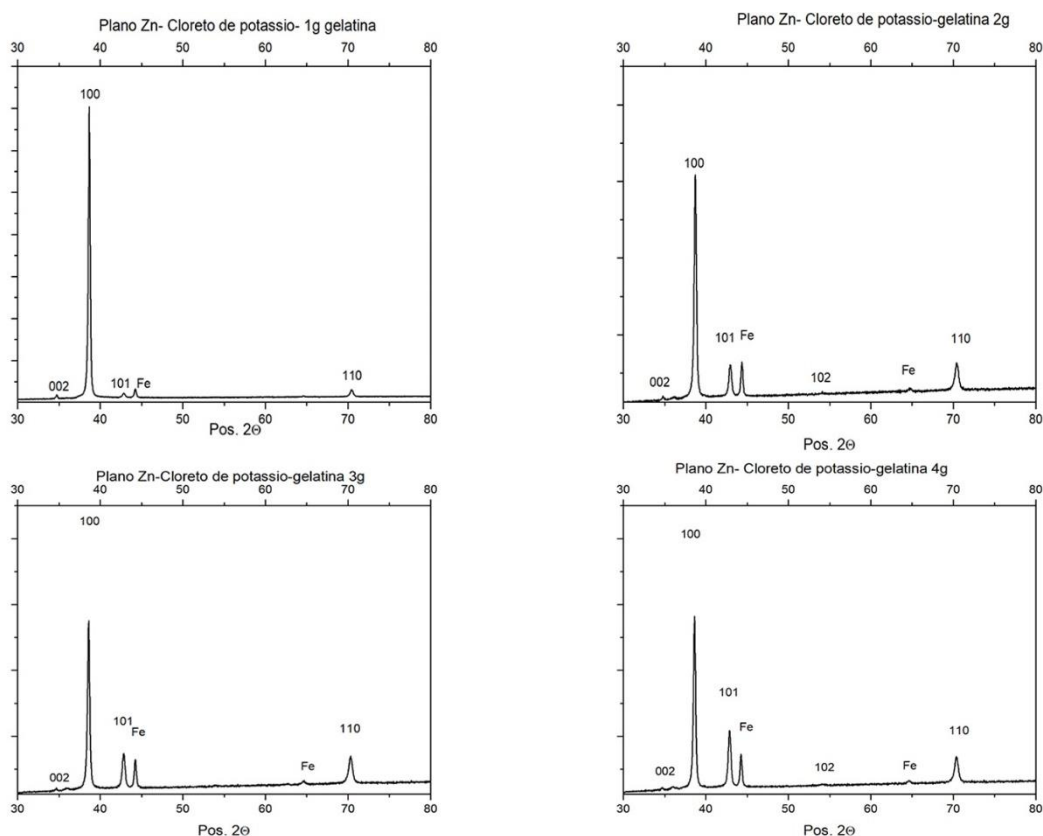 Plano Zn- Cloreto de potassio- 1g gelatina
30 40 50 60 70 80
100
002
101 Fe
110
30 40 50 60 70 80
Pos. 2Θ
Plano Zn- Cloreto de potassio-gelatina 2g
30 40 50 60 70 80
100
002
101 Fe
102
Fe
110
30 40 50 60 70 80
Pos. 2Θ
Plano Zn-Cloreto de potassio-gelatina 3g
30 40 50 60 70 80
100
002
101 Fe
Fe
110
30 40 50 60 70 80
Pos. 2Θ
Plano Zn- Cloreto de potassio-gelatina 4g
30 40 50 60 70 80
100
002
101
Fe
102
Fe
110
30 40 50 60 70 80
Pos. 2Θ